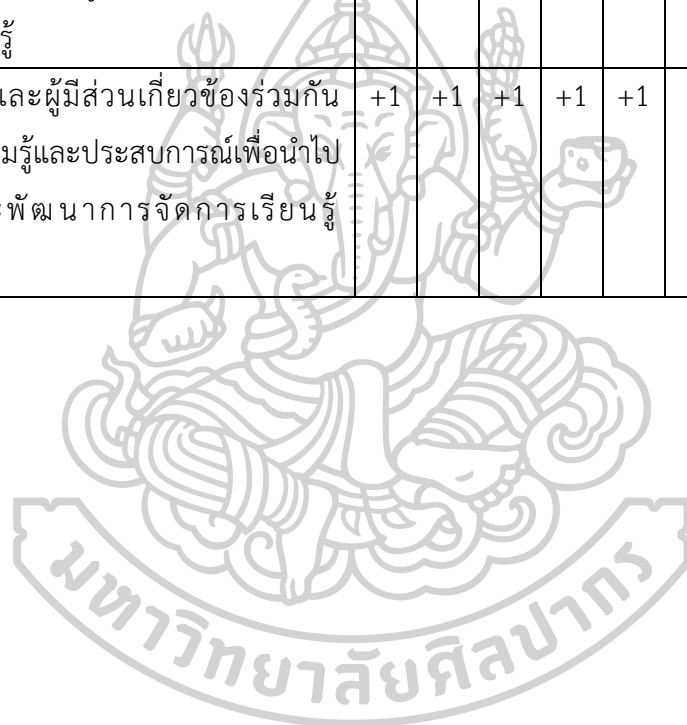 รู้
และผู้มีส่วนเกี่ยวข้องร่วมกัน +1 +1 +1 +1 +1
มรู้และประสบการณ์เพื่อนำไป
พัฒนาการจัดการเรียนรู้
มหาวิทยาลัยศิลปากร